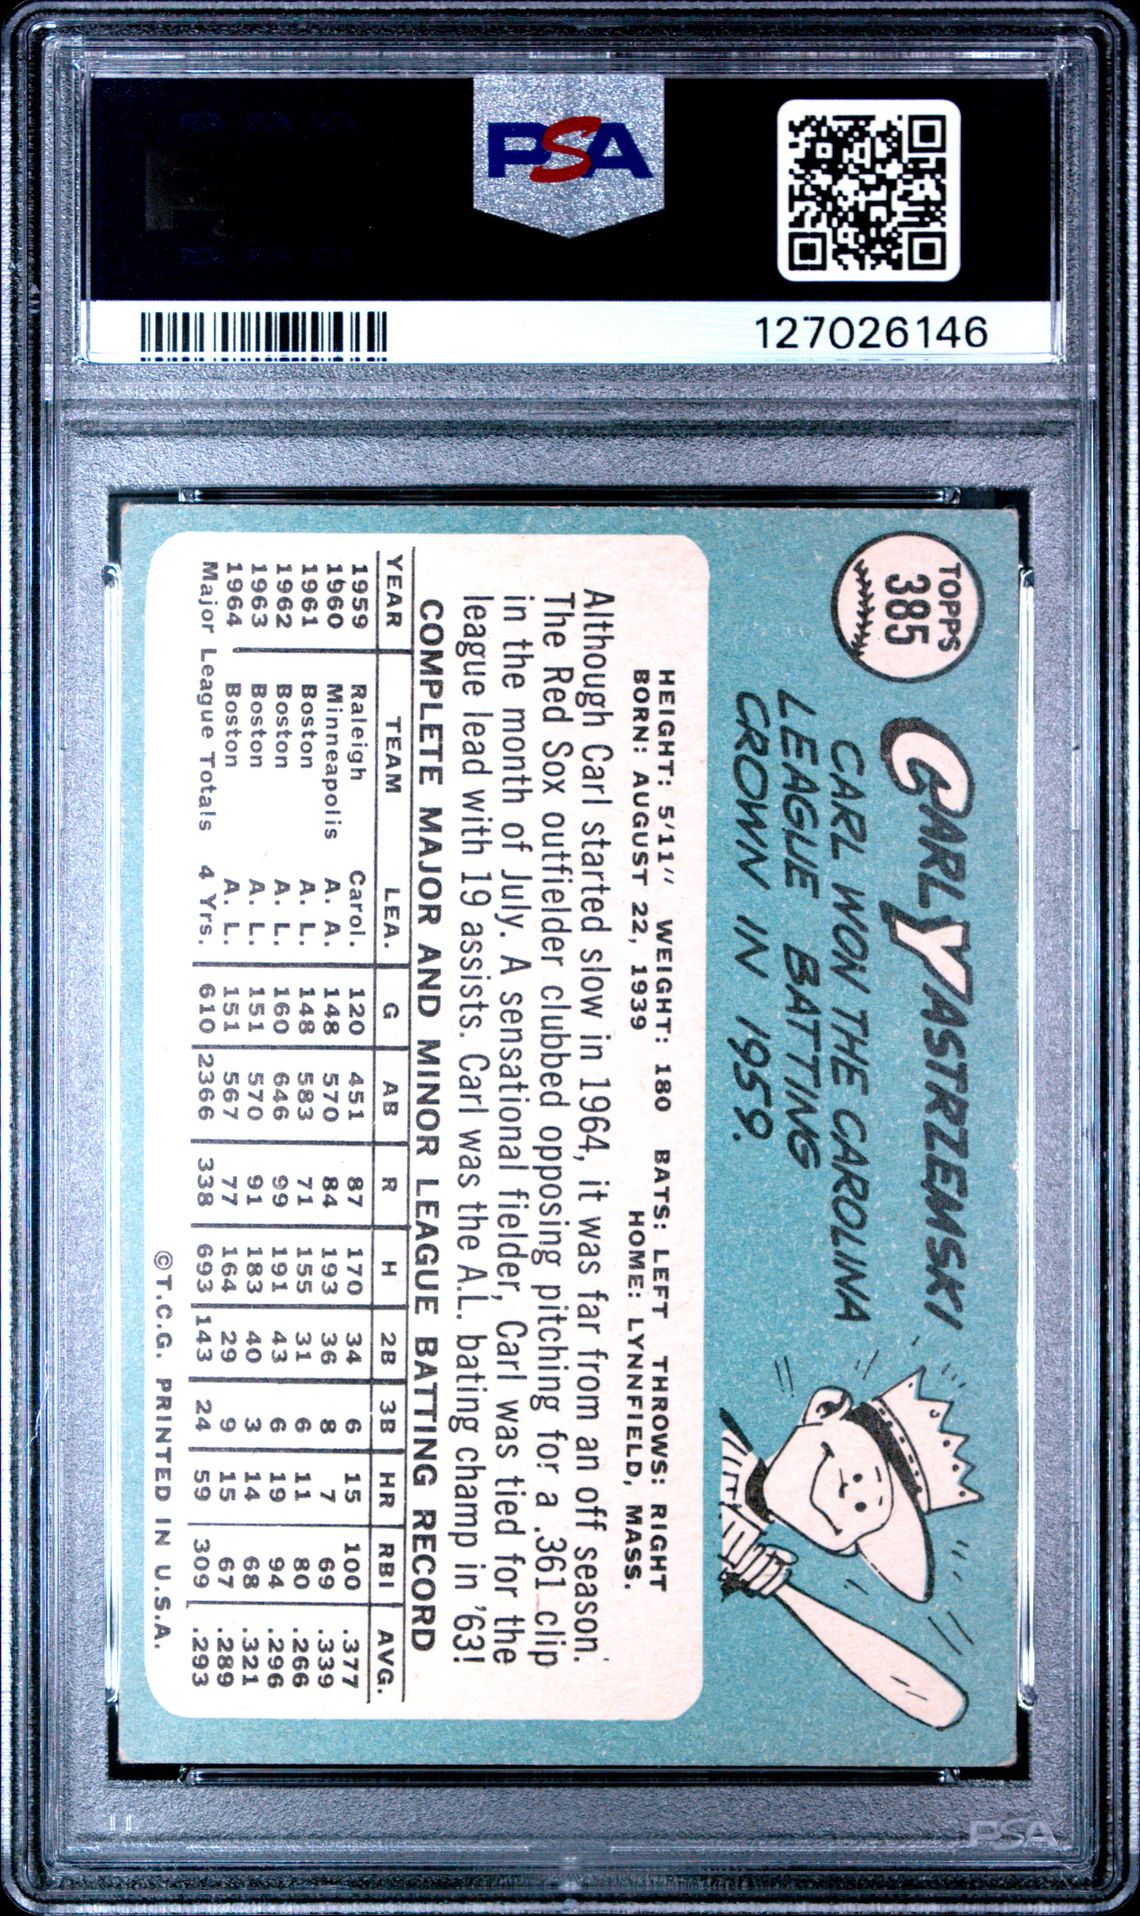 PSA
127026146
TOPPS
385
CARL YASTRZEMSKI
CARL WON THE CAROLINA
LEAGUE BATTING
CROWN IN 1959.
HEIGHT: 5'11" WEIGHT: 180 BATS: LEFT THROWS: RIGHT
BORN: AUGUST 22, 1939 HOME: LYNNFIELD, MASS.
Although Carl started slow in 1964, it was far from an off season.
The Red Sox outfielder clubbed opposing pitching for a .361 clip
in the month of July. A sensational fielder, Carl was tied for the
league lead with 19 assists. Carl was the A.L. bating champ in '63!
COMPLETE MAJOR AND MINOR LEAGUE BATTING RECORD
YEAR TEAM LEA. G AB R H 2B 3B HR RBI AVG.
1959 Raleigh Carol. 120 451 87 170 34 6 15 100 .377
1960 Minneapolis A. A. 148 570 84 193 36 8 7 69 .339
1961 Boston A. L. 148 583 71 155 31 6 11 80 .266
1962 Boston A. L. 160 646 99 191 43 6 19 94 .296
1963 Boston A. L. 151 570 91 183 40 3 14 68 .321
1964 Boston A. L. 151 567 77 164 29 9 15 67 .289
Major League Totals 4 Yrs. 610 2366 338 693 143 24 59 309 .293
©T.C.G. PRINTED IN U.S.A.
PSA